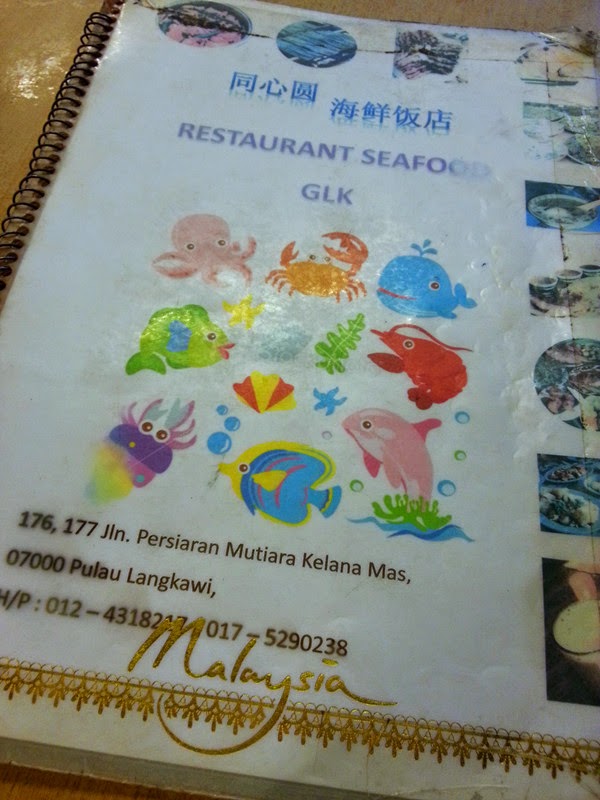 同心圆 海鲜饭店
RESTAURANT SEAFOOD
GLK
176, 177 Jln. Persiaran Mutiara Kelana Mas,
07000 Pulau Langkawi,
H/P : 012 – 017 – 5290238
Malaysia